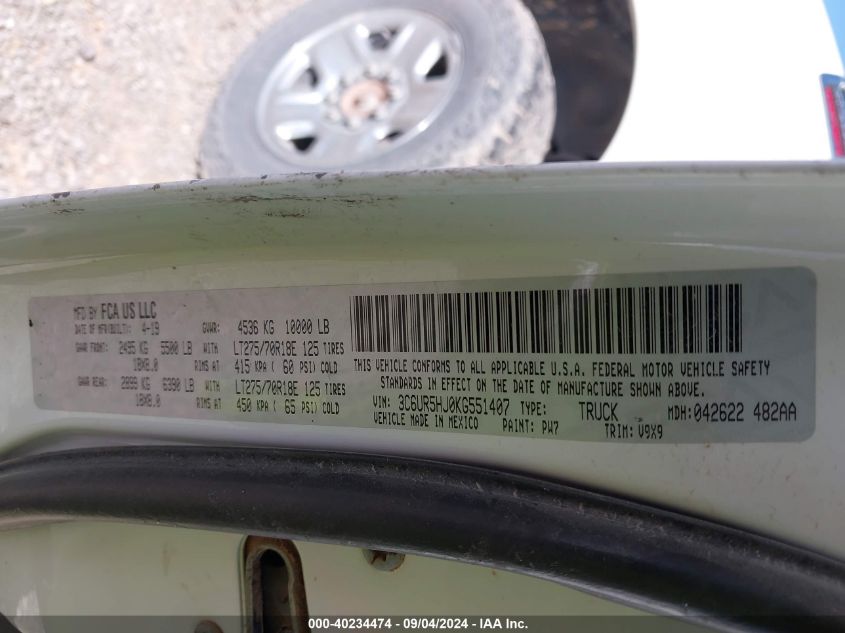 MFD BY FCA US LLC
DATE OF MFR(BUILT): 4-19 GVWR: 4536 KG 10000 LB
GAWR FRONT: 2495 KG 5500 LB WITH LT275/70R18E 125 TIRES
18X8.0 RIMS AT 415 KPA ( 60 PSI) COLD
GAWR REAR: 2899 KG 6390 LB WITH LT275/70R18E 125 TIRES
18X8.0 RIMS AT 450 KPA ( 65 PSI) COLD
THIS VEHICLE CONFORMS TO ALL APPLICABLE U.S.A. FEDERAL MOTOR VEHICLE SAFETY
STANDARDS IN EFFECT ON THE DATE OF MANUFACTURE SHOWN ABOVE.
VIN: 3C6UR5HJ0KG551407 TYPE: TRUCK MDH: 042622 482AA
VEHICLE MADE IN MEXICO PAINT: PW7 TRIM: V9X9
000-40234474 - 09/04/2024 - IAA Inc.